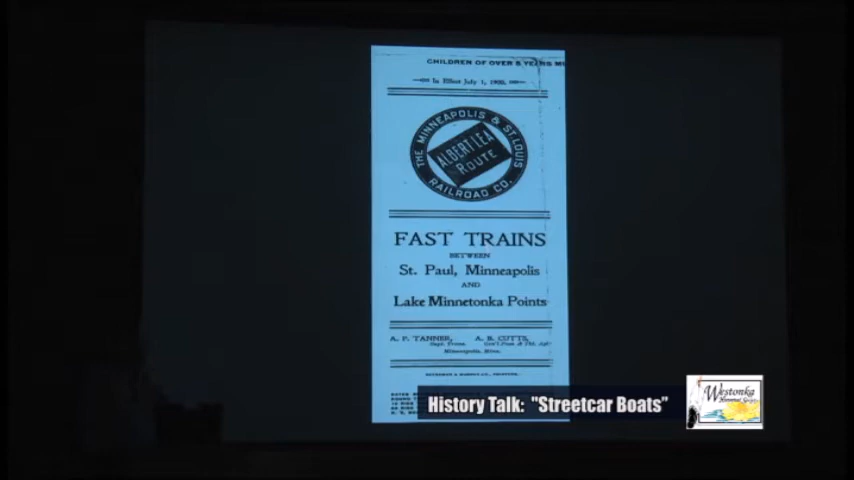 CHILDREN OF OVER 5 YEARS
In Effect July 1, 1900,
THE MINNEAPOLIS & ST. LOUIS
ALBERT LEA
ROUTE
RAILROAD CO.
FAST TRAINS
BETWEEN
St. Paul, Minneapolis
AND
Lake Minnetonka Points
A. P. TANNER, A. B. CUTTS,
Minneapolis, Minn.
History Talk: "Streetcar Boats"
Westonka
Historical Society